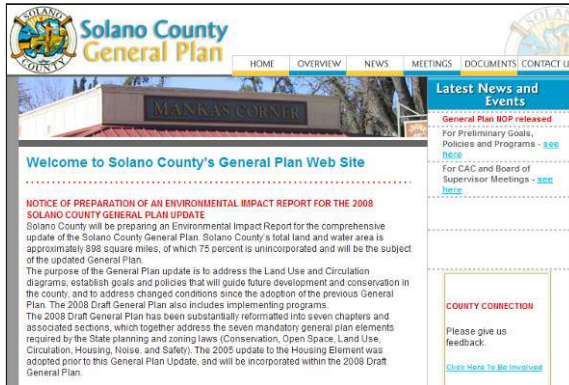 SOLANO
COUNTY
Solano County
General Plan
HOME OVERVIEW NEWS MEETINGS DOCUMENTS CONTACT U
MANKAS CORNER
Latest News and
Events
General Plan NOP released
For Preliminary Goals,
Policies and Programs - see
here
For CAC and Board of
Supervisor Meetings - see
here
Welcome to Solano County's General Plan Web Site
NOTICE OF PREPARATION OF AN ENVIRONMENTAL IMPACT REPORT FOR THE 2008
SOLANO COUNTY GENERAL PLAN UPDATE
Solano County will be preparing an Environmental Impact Report for the comprehensive
update of the Solano County General Plan. Solano County's total land and water area is
approximately 898 square miles, of which 75 percent is unincorporated and will be the subject
of the updated General Plan.
The purpose of the General Plan update is to address the Land Use and Circulation
diagrams, establish goals and policies that will guide future development and conservation in
the county, and to address changed conditions since the adoption of the previous General
Plan. The 2008 Draft General Plan also includes implementing programs.
The 2008 Draft General Plan has been substantially reformatted into seven chapters and
associated sections, which together address the seven mandatory general plan elements
required by the State planning and zoning laws (Conservation, Open Space, Land Use,
Circulation, Housing, Noise, and Safety). The 2005 update to the Housing Element was
adopted prior to this General Plan Update, and will be incorporated within the 2008 Draft
General Plan.
COUNTY CONNECTION
Please give us
feedback.
Click Here To Be Involved